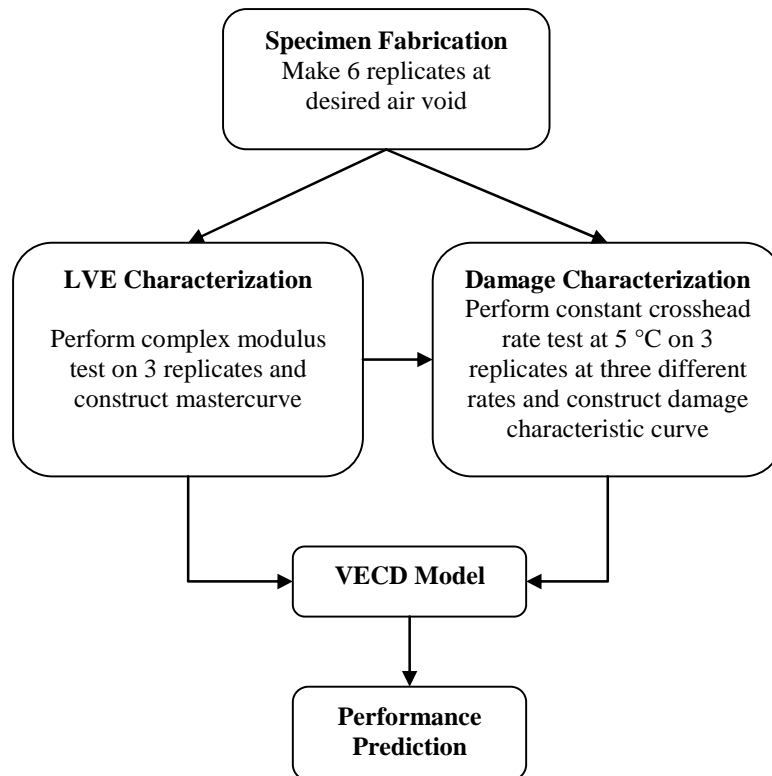 Specimen Fabrication
Make 6 replicates at
desired air void
LVE Characterization
Perform complex modulus
test on 3 replicates and
construct mastercurve
Damage Characterization
Perform constant crosshead
rate test at 5 °C on 3
replicates at three different
rates and construct damage
characteristic curve
VECD Model
Performance
Prediction